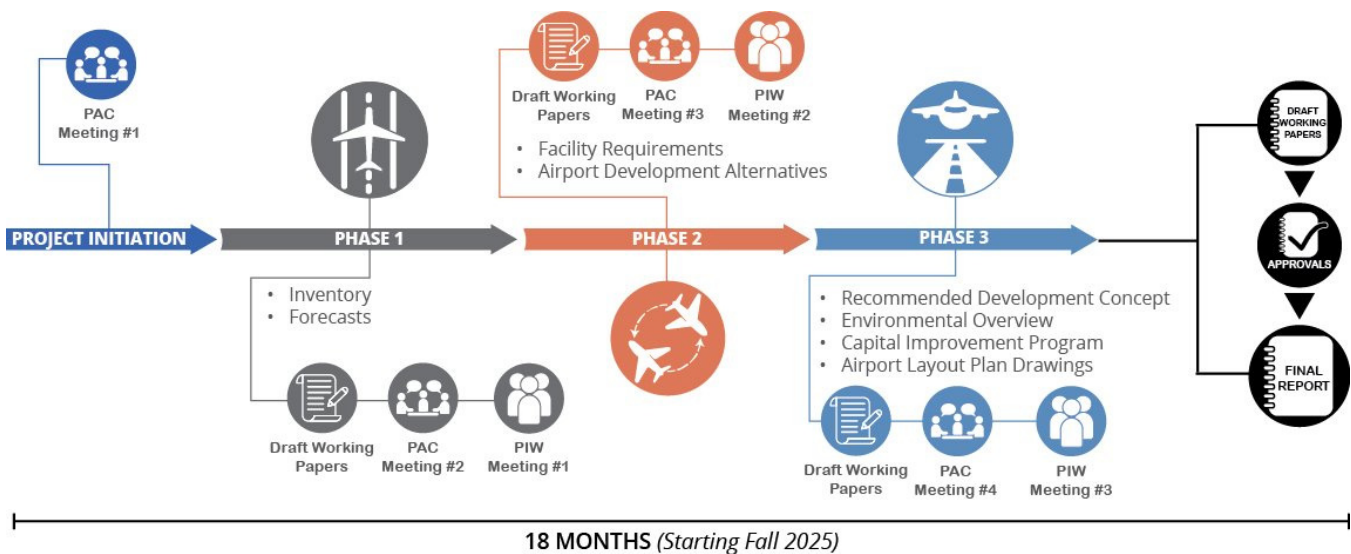 PAC
Meeting #1
PROJECT INITIATION
PHASE 1
• Inventory
• Forecasts
Draft Working
Papers
PAC
Meeting #2
PIW
Meeting #1
Draft Working
Papers
PAC
Meeting #3
PIW
Meeting #2
• Facility Requirements
• Airport Development Alternatives
PHASE 2
PHASE 3
• Recommended Development Concept
• Environmental Overview
• Capital Improvement Program
• Airport Layout Plan Drawings
Draft Working
Papers
PAC
Meeting #4
PIW
Meeting #3
DRAFT
WORKING
PAPERS
APPROVALS
FINAL
REPORT
18 MONTHS (Starting Fall 2025)